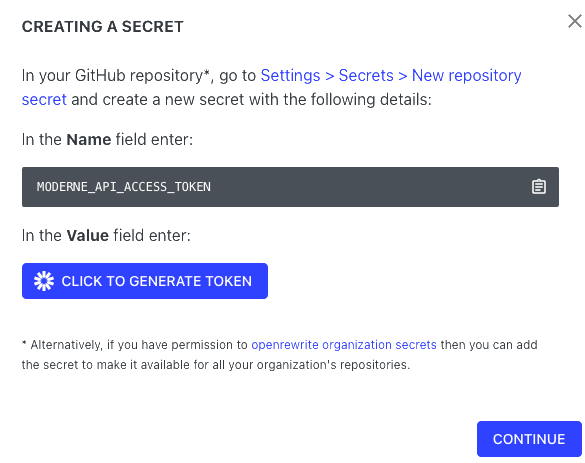 CREATING A SECRET
In your GitHub repository*, go to Settings > Secrets > New repository
secret and create a new secret with the following details:
In the Name field enter:
MODERNE_API_ACCESS_TOKEN
In the Value field enter:
CLICK TO GENERATE TOKEN
* Alternatively, if you have permission to openrewrite organization secrets then you can add
the secret to make it available for all your organization's repositories.
CONTINUE